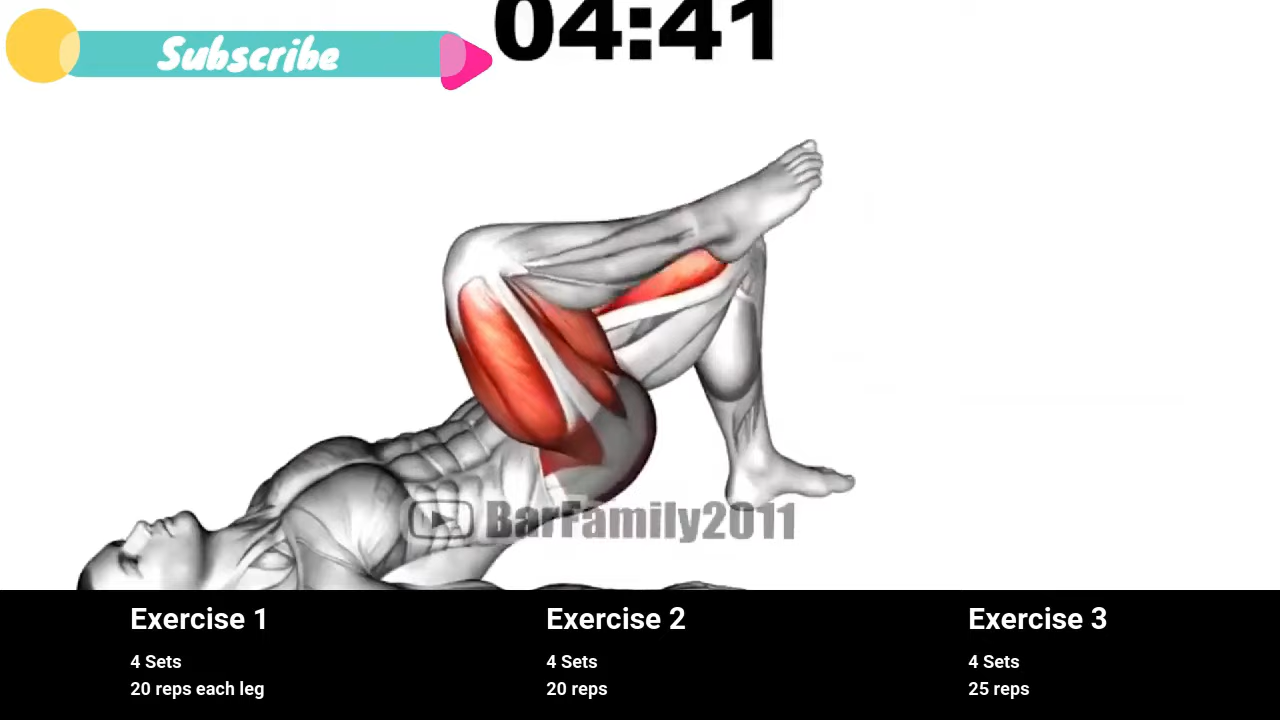 Subscribe
04:41
BarFamily2011
Exercise 1
4 Sets
20 reps each leg
Exercise 2
4 Sets
20 reps
Exercise 3
4 Sets
25 reps